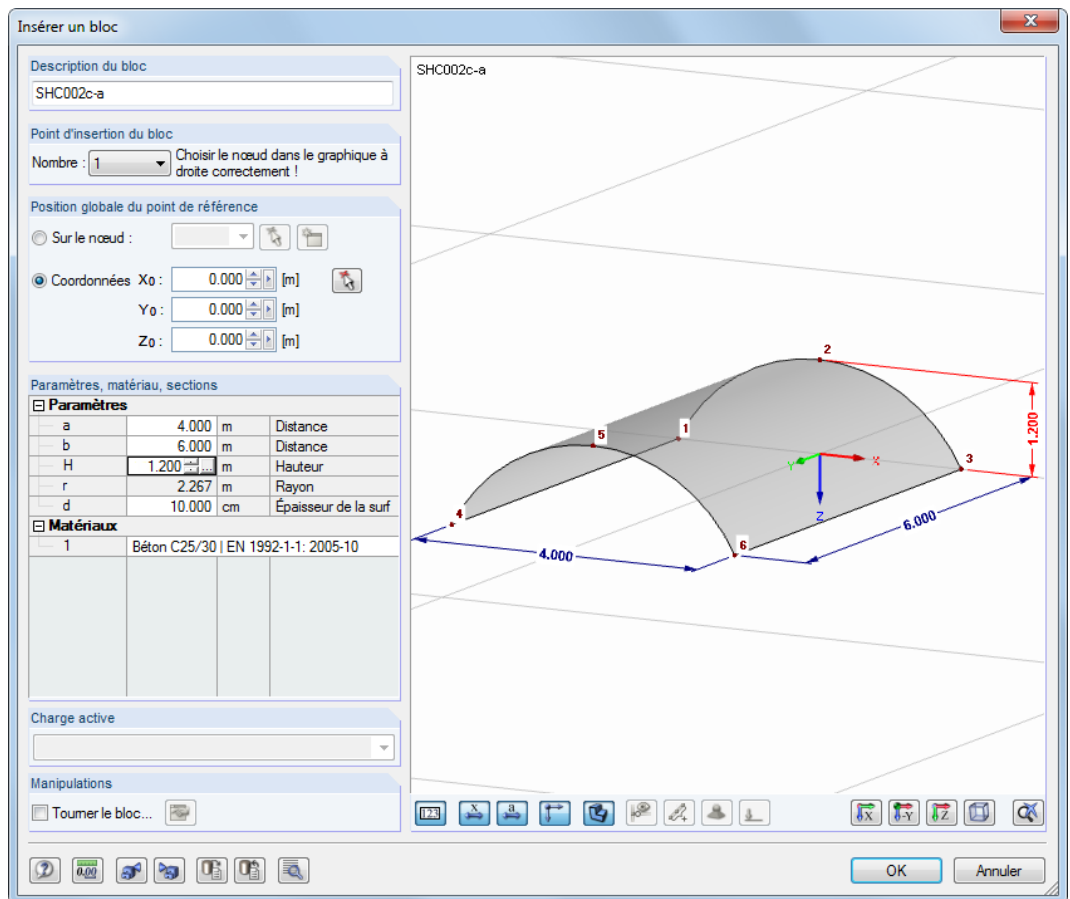 Insérer un bloc
Description du bloc
SHC002c-a
Point d'insertion du bloc
Nombre : 1
Choisir le nœud dans le graphique à
droite correctement !
Position globale du point de référence
Sur le nœud :
Coordonnées X0 : 0.000 [m]
Y0 : 0.000 [m]
Z0 : 0.000 [m]
Paramètres, matériau, sections
Paramètres
a 4.000 m Distance
b 6.000 m Distance
H 1.200 ... m Hauteur
r 2.267 m Rayon
d 10.000 cm Épaisseur de la surf
Matériaux
1 Béton C25/30 | EN 1992-1-1: 2005-10
Charge active
Manipulations
Tourner le bloc...
SHC002c-a
2
1.200
5
1
3
Y
X
4
Z
6.000
6
4.000
123
x
a
X
-Y
Z
0.00
OK
Annuler